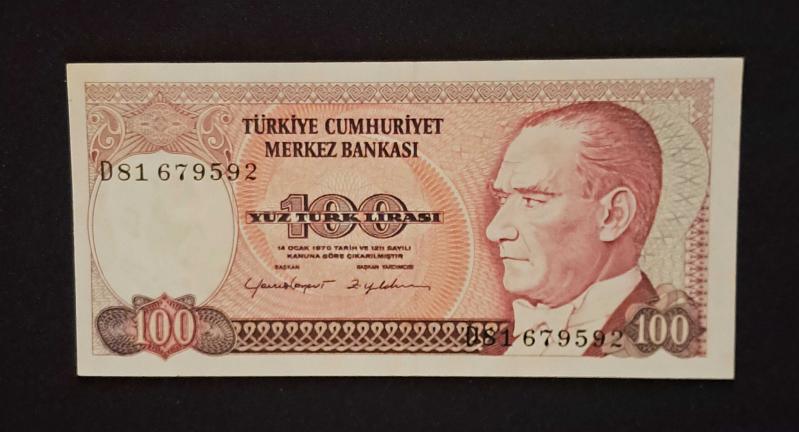 TÜRKİYE CUMHURİYET
MERKEZ BANKASI
D81 679592
100
YÜZ TÜRK LİRASI
14 OCAK 1970 TARİH VE 1211 SAYILI
KANUNA GÖRE ÇIKARILMIŞTIR
BAŞKAN BAŞKAN YARDIMCISI
100
D81 679592
100